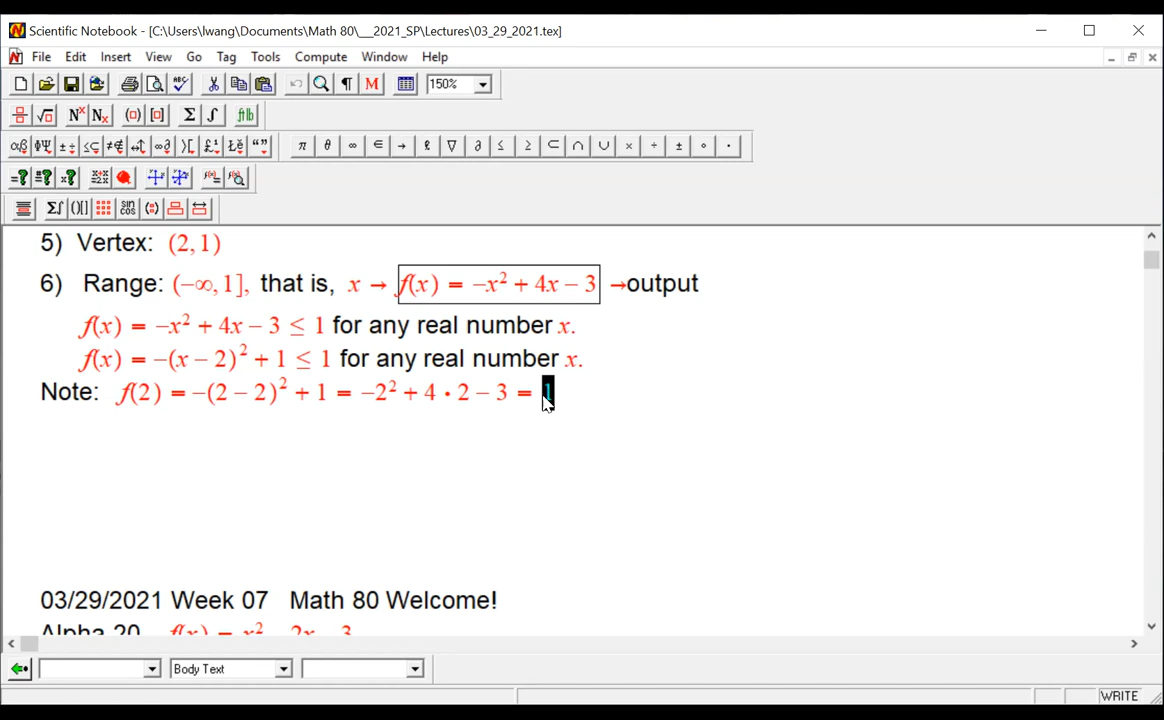 Scientific Notebook - [C:\Users\lwang\Documents\Math 80\__2021_SP\Lectures\03_29_2021.tex]
File Edit Insert View Go Tag Tools Compute Window Help
150%
π θ ∞ ∈ → ℓ ∇ ∂ ≤ ≥ ⊂ ∩ ∪ × ÷ ± ∘ ·
5) Vertex: (2, 1)
6) Range: (−∞, 1], that is, x → f(x) = −x² + 4x − 3 →output
f(x) = −x² + 4x − 3 ≤ 1 for any real number x.
f(x) = −(x − 2)² + 1 ≤ 1 for any real number x.
Note: f(2) = −(2 − 2)² + 1 = −2² + 4 · 2 − 3 = 1
03/29/2021 Week 07 Math 80 Welcome!
Body Text
WRITE